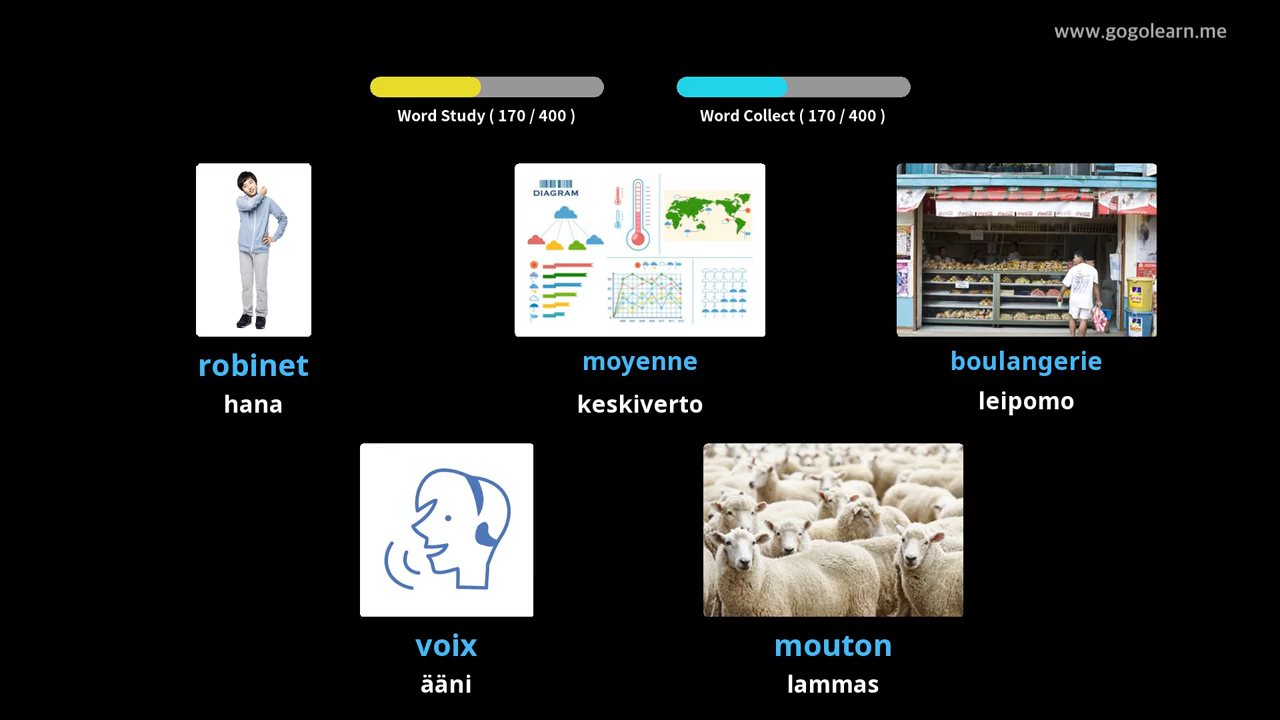 www.gogolearn.me
Word Study ( 170 / 400 )
Word Collect ( 170 / 400 )
DIAGRAM
robinet
hana
moyenne
keskiverto
boulangerie
leipomo
voix
ääni
mouton
lammas